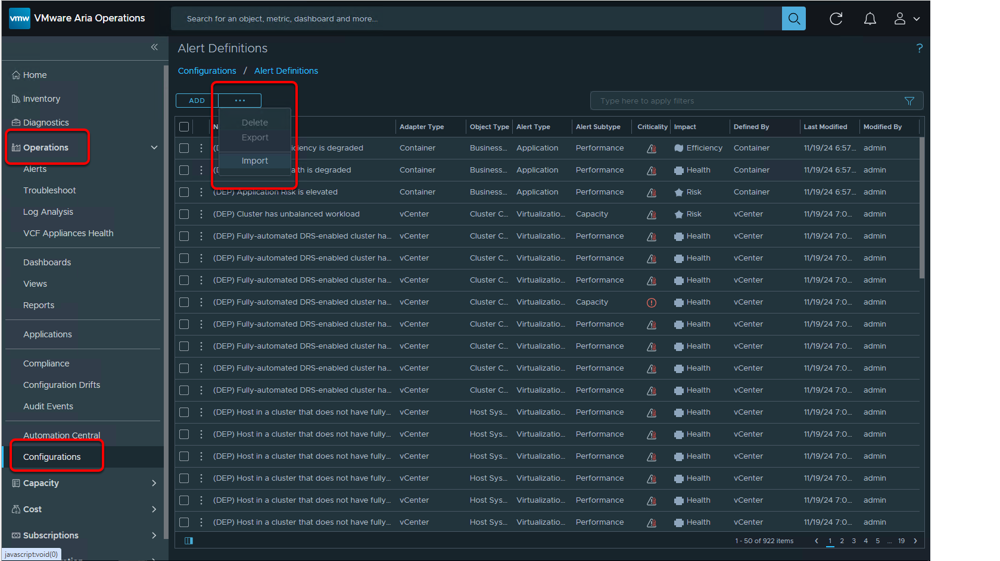 vmw VMware Aria Operations
Search for an object, metric, dashboard and more...
Alert Definitions ?
Configurations / Alert Definitions
Home
Inventory
Diagnostics
Operations
Alerts
Troubleshoot
Log Analysis
VCF Appliances Health
Dashboards
Views
Reports
Applications
Compliance
Configuration Drifts
Audit Events
Automation Central
Configurations
Capacity
Cost
Subscriptions
javascript:void(0)
ADD ...
Type here to apply filters
Delete
Export
Import
N Adapter Type Object Type Alert Type Alert Subtype Criticality Impact Defined By Last Modified Modified By
(D iciency is degraded Container Business... Application Performance Efficiency Container 11/19/24 6:57... admin
(D th is degraded Container Business... Application Performance Health Container 11/19/24 6:57... admin
(DEP) Application Risk is elevated Container Business... Application Performance Risk Container 11/19/24 6:57... admin
(DEP) Cluster has unbalanced workload vCenter Cluster C... Virtualizatio... Capacity Risk vCenter 11/19/24 7:0... admin
(DEP) Fully-automated DRS-enabled cluster ha... vCenter Cluster C... Virtualizatio... Performance Health vCenter 11/19/24 7:0... admin
(DEP) Fully-automated DRS-enabled cluster ha... vCenter Cluster C... Virtualizatio... Performance Health vCenter 11/19/24 7:0... admin
(DEP) Fully-automated DRS-enabled cluster ha... vCenter Cluster C... Virtualizatio... Performance Health vCenter 11/19/24 7:0... admin
(DEP) Fully-automated DRS-enabled cluster ha... vCenter Cluster C... Virtualizatio... Capacity Health vCenter 11/19/24 7:0... admin
(DEP) Fully-automated DRS-enabled cluster ha... vCenter Cluster C... Virtualizatio... Performance Health vCenter 11/19/24 7:0... admin
(DEP) Fully-automated DRS-enabled cluster ha... vCenter Cluster C... Virtualizatio... Performance Health vCenter 11/19/24 7:0... admin
(DEP) Fully-automated DRS-enabled cluster ha... vCenter Cluster C... Virtualizatio... Performance Health vCenter 11/19/24 7:0... admin
(DEP) Fully-automated DRS-enabled cluster ha... vCenter Cluster C... Virtualizatio... Performance Health vCenter 11/19/24 7:0... admin
(DEP) Host in a cluster that does not have fully... vCenter Host Sys... Virtualizatio... Performance Health vCenter 11/19/24 7:0... admin
(DEP) Host in a cluster that does not have fully... vCenter Host Sys... Virtualizatio... Performance Health vCenter 11/19/24 7:0... admin
(DEP) Host in a cluster that does not have fully... vCenter Host Sys... Virtualizatio... Performance Health vCenter 11/19/24 7:0... admin
(DEP) Host in a cluster that does not have fully... vCenter Host Sys... Virtualizatio... Performance Health vCenter 11/19/24 7:0... admin
(DEP) Host in a cluster that does not have fully... vCenter Host Sys... Virtualizatio... Performance Health vCenter 11/19/24 7:0... admin
(DEP) Host in a cluster that does not have fully... vCenter Host Sys... Virtualizatio... Performance Health vCenter 11/19/24 7:0... admin
1 - 50 of 922 items 1 2 3 4 5 ... 19